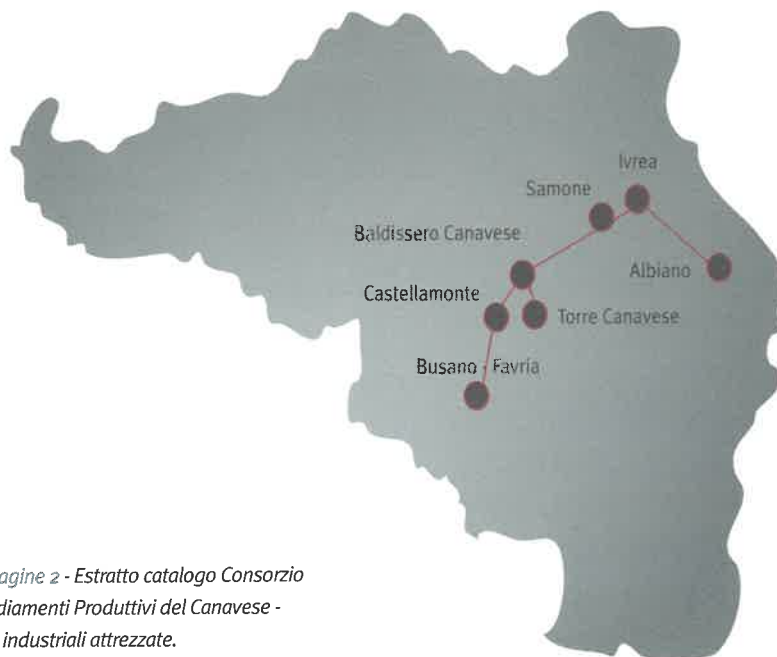 Ivrea
Samone
Baldissero Canavese
Albiano
Castellamonte
Torre Canavese
Busano - Favria
agine 2 - Estratto catalogo Consorzio
diamenti Produttivi del Canavese -
industriali attrezzate.